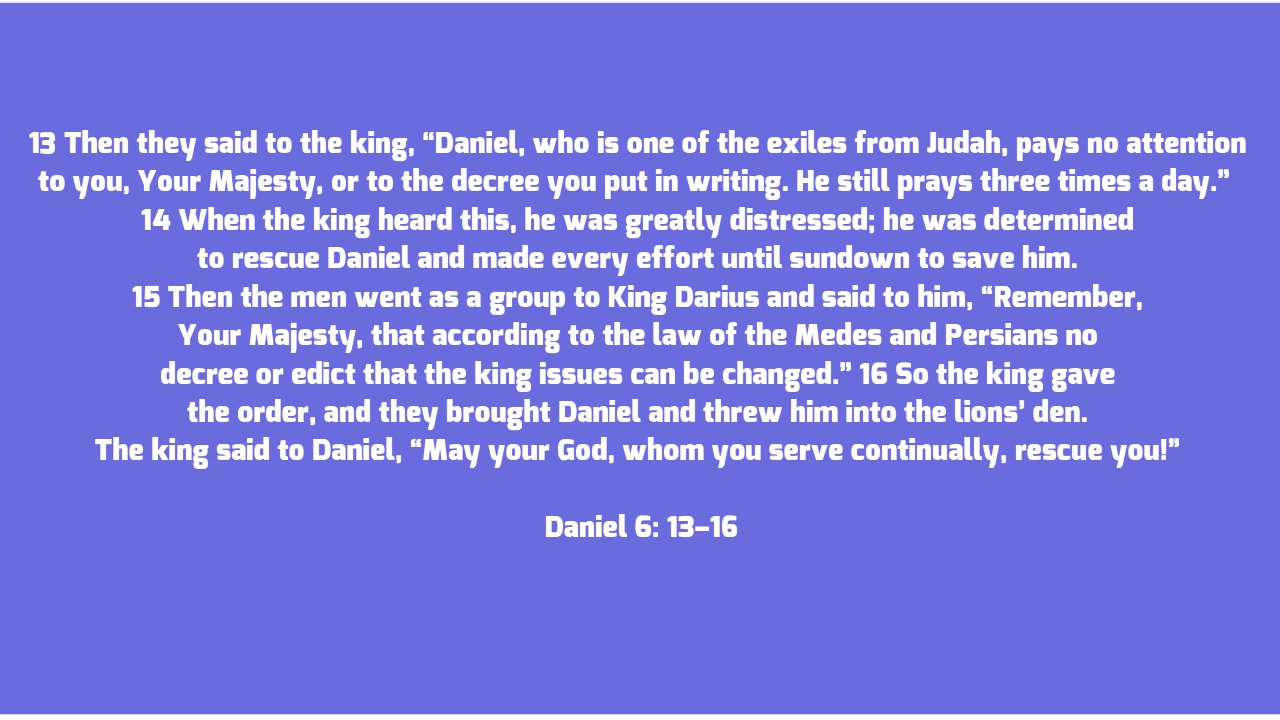 13 Then they said to the king, “Daniel, who is one of the exiles from Judah, pays no attention
to you, Your Majesty, or to the decree you put in writing. He still prays three times a day.”
14 When the king heard this, he was greatly distressed; he was determined
to rescue Daniel and made every effort until sundown to save him.
15 Then the men went as a group to King Darius and said to him, “Remember,
Your Majesty, that according to the law of the Medes and Persians no
decree or edict that the king issues can be changed.” 16 So the king gave
the order, and they brought Daniel and threw him into the lions’ den.
The king said to Daniel, “May your God, whom you serve continually, rescue you!”
Daniel 6: 13–16